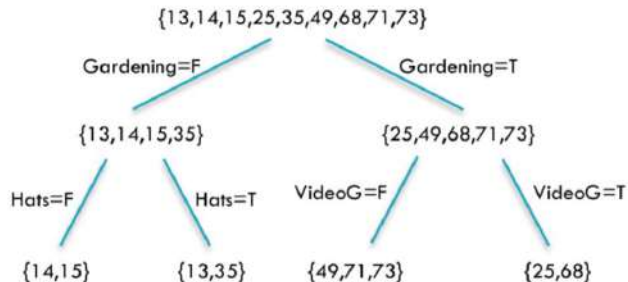 {13,14,15,25,35,49,68,71,73}
Gardening=F
Gardening=T
{13,14,15,35}
{25,49,68,71,73}
Hats=F
Hats=T
VideoG=F
VideoG=T
{14,15}
{13,35}
{49,71,73}
{25,68}